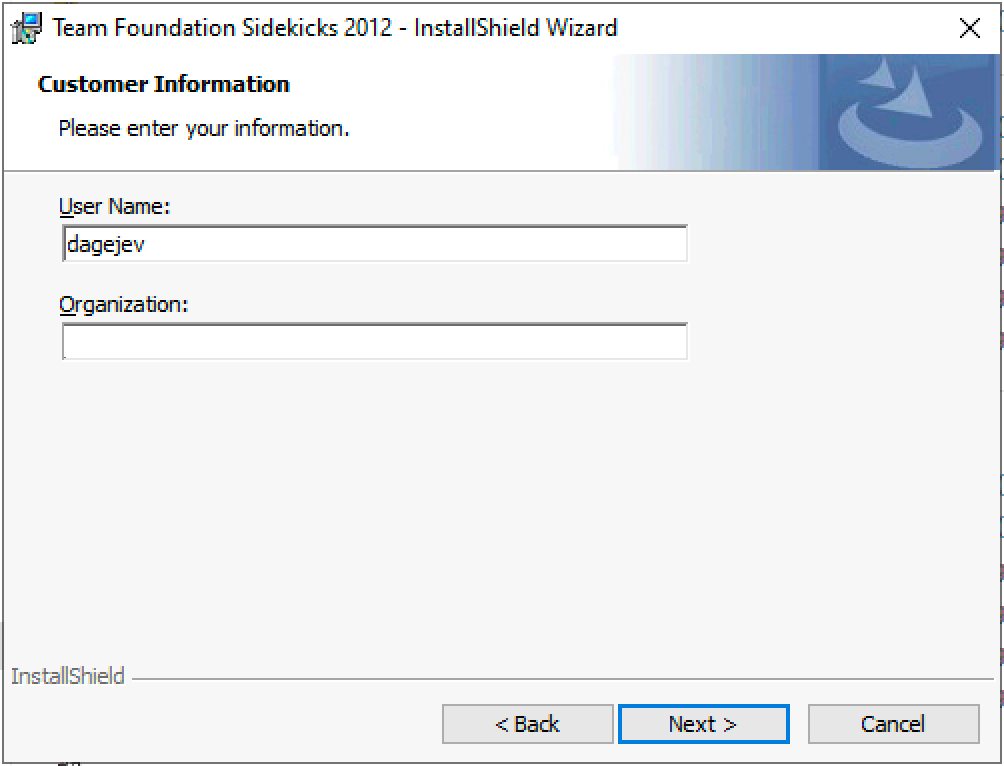 Team Foundation Sidekicks 2012 - InstallShield Wizard
Customer Information
Please enter your information.
User Name:
dagejev
Organization:
InstallShield
< Back
Next >
Cancel